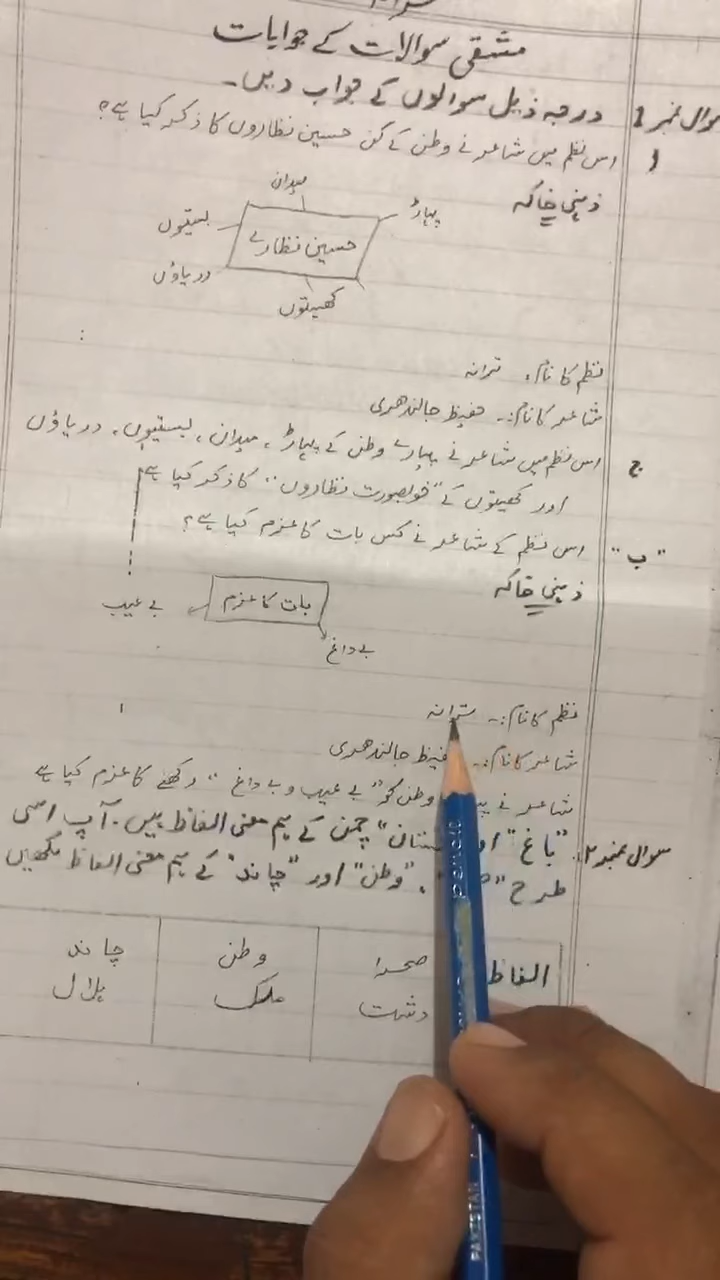 مشقی سوالات کے جوابات
سوال نمبر 1 درجہ ذیل سوالوں کے جواب دیں۔
ا اس نظم میں شاعر نے وطن کے کن حسین نظاروں کا ذکر کیا ہے؟
ذہنی خاکہ
میدان
پہاڑ
بستیوں
حسین نظارے
دریاؤں
کھیتوں
نظم کا نام: ترانہ
شاعر کا نام:۔ حفیظ جالندھری
ج اس نظم میں شاعر نے پیارے وطن کے پہاڑ، میدان، بستیوں، دریاؤں
اور کھیتوں کے "خوبصورت نظاروں" کا ذکر کیا ہے
"ب" اس نظم کے شاعر نے کس بات کا عزم کیا ہے؟
ذہنی خاکہ
بات کا عزم
بے عیب
بے داغ
نظم کا نام:۔ ترانہ
شاعر کا نام:۔ حفیظ جالندھری
شاعر نے وطن کو "بے عیب و بے داغ" رکھنے کا عزم کیا ہے
سوال نمبر ۲: "باغ" چمن کے ہم معنی الفاظ ہیں۔ آپ اسی
طرح "وطن" اور "چاند" کے ہم معنی الفاظ لکھیں
الفاظ صحرا وطن چاند
دشت ملک ہلال
PAKISTAN